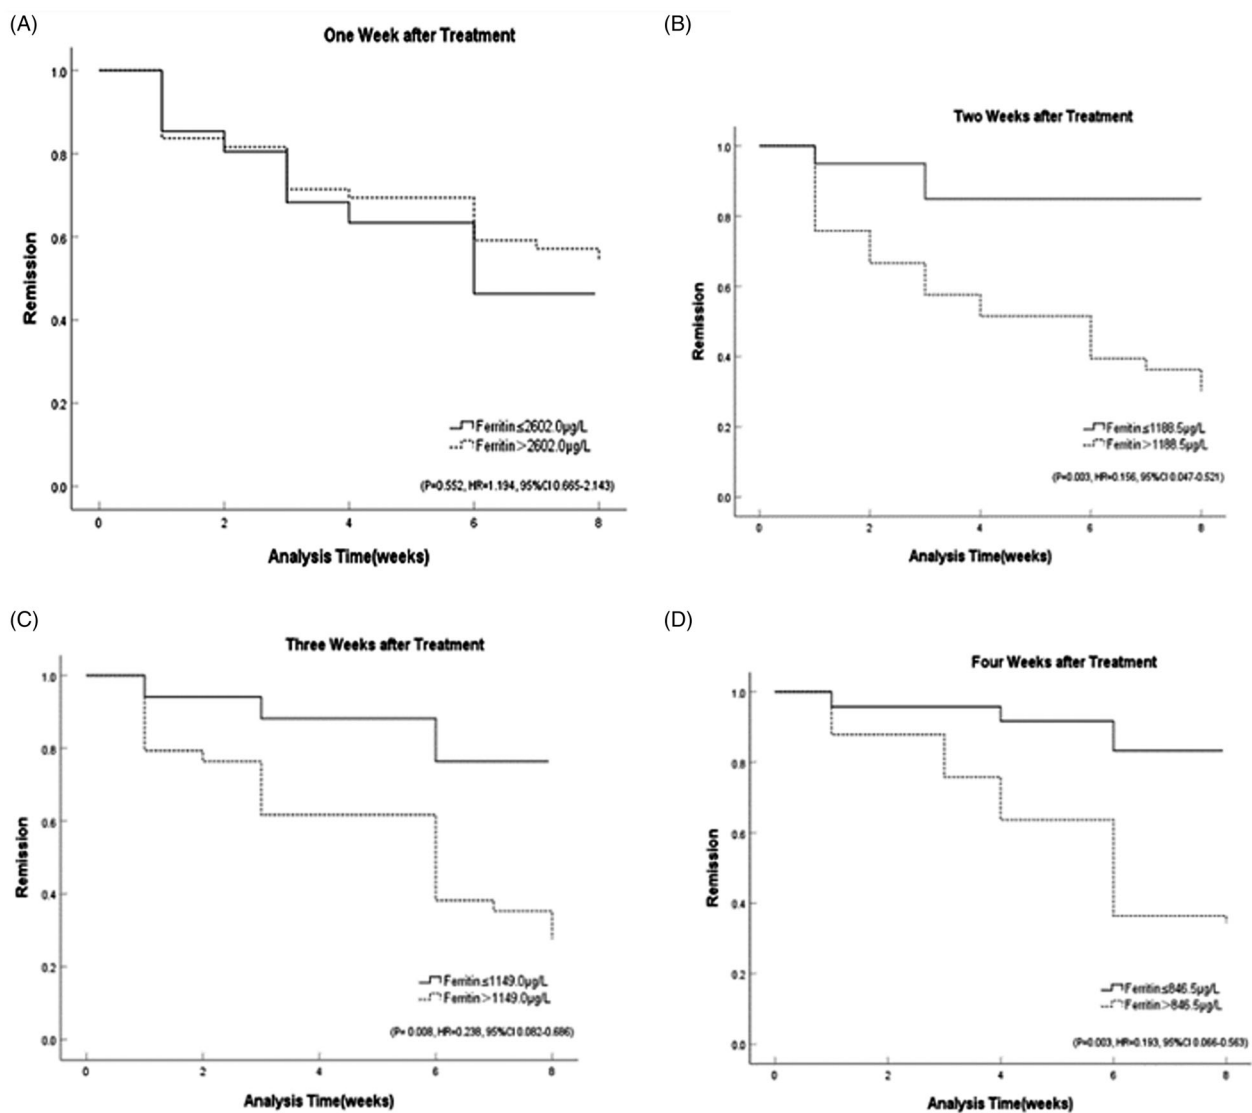 (A)
One Week after Treatment
1.0
0.8
0.6
0.4
0.2
0.0
Remission
Ferritin≤2602.0μg/L
Ferritin>2602.0μg/L
(P=0.552, HR=1.194, 95%CI 0.665-2.143)
0 2 4 6 8
Analysis Time(weeks)
(B)
Two Weeks after Treatment
1.0
0.8
0.6
0.4
0.2
0.0
Remission
Ferritin≤1188.5μg/L
Ferritin>1188.5μg/L
(P=0.003, HR=0.156, 95%CI 0.047-0.521)
0 2 4 6 8
Analysis Time(weeks)
(C)
Three Weeks after Treatment
1.0
0.8
0.6
0.4
0.2
0.0
Remission
Ferritin≤1149.0μg/L
Ferritin>1149.0μg/L
(P= 0.008, HR=0.238, 95%CI 0.082-0.686)
0 2 4 6 8
Analysis Time(weeks)
(D)
Four Weeks after Treatment
1.0
0.8
0.6
0.4
0.2
0.0
Remission
Ferritin≤846.5μg/L
Ferritin>846.5μg/L
(P=0.003, HR=0.193, 95%CI 0.066-0.563)
0 2 4 6 8
Analysis Time(weeks)